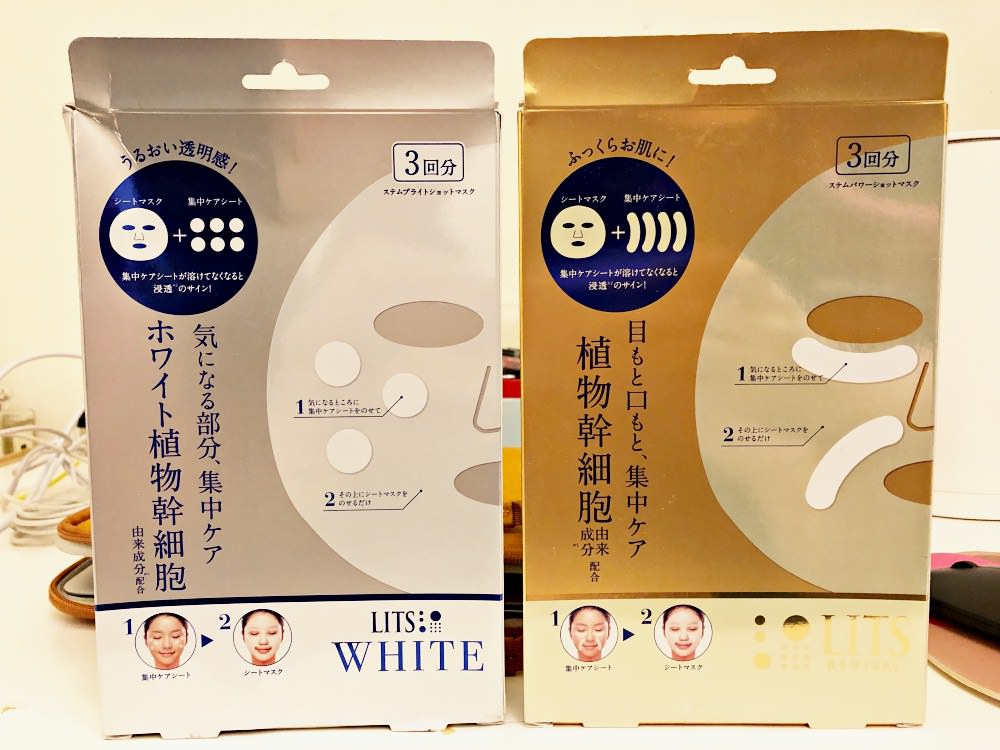 うるおい透明感!
3回分
ステムブライトショットマスク
シートマスク
集中ケアシート
+
集中ケアシートが溶けてなくなると
浸透*2のサイン!
気になる部分、集中ケア
ホワイト植物幹細胞
由来成分*1配合
1 気になるところに
集中ケアシートをのせて
2 その上にシートマスクを
のせるだけ
1
2
集中ケアシート
シートマスク
LITS
WHITE
ふっくらお肌に!
3回分
ステムパワーショットマスク
シートマスク
集中ケアシート
+
集中ケアシートが溶けてなくなると
浸透*2のサイン!
目もと口もと、集中ケア
植物幹細胞
由来成分*1配合
1 気になるところに
集中ケアシートをのせて
2 その上にシートマスクを
のせるだけ
1
2
集中ケアシート
シートマスク
LITS
REVIVAL